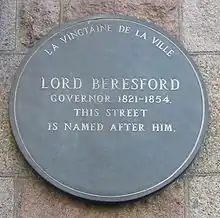 LA VINGTAINE DE LA VILLE
LORD BERESFORD
GOVERNOR 1821-1854.
THIS STREET
IS NAMED AFTER HIM.